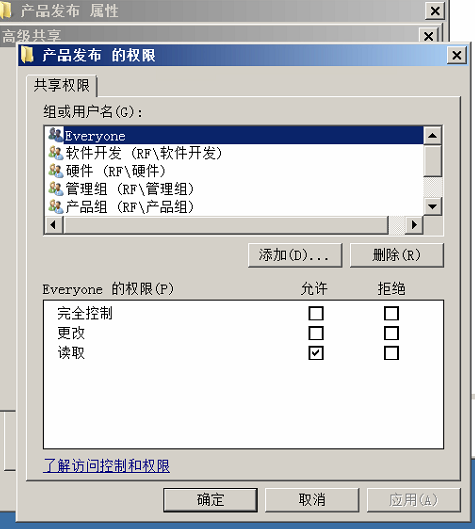 产品发布 属性
高级共享
产品发布 的权限
共享权限
组或用户名(G):
Everyone
软件开发 (RF\软件开发)
硬件 (RF\硬件)
管理组 (RF\管理组)
产品组 (RF\产品组)
添加(D)... 删除(R)
Everyone 的权限(P) 允许 拒绝
完全控制
更改
读取
了解访问控制和权限
确定 取消 应用(A)